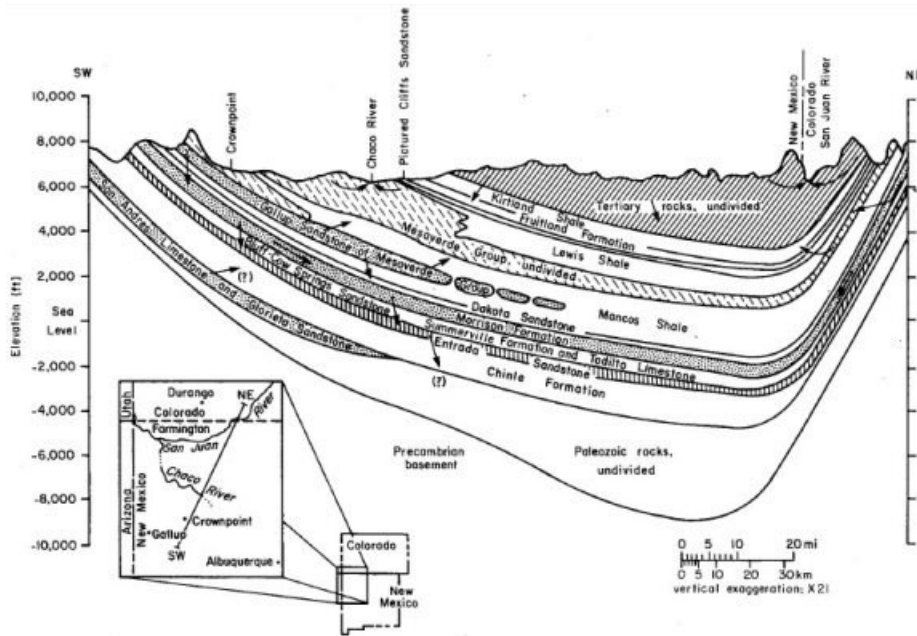 SW
NE
Crownpoint
Chaco River
Pictured Cliffs Sandstone
New Mexico
Colorado
San Juan River
10,000
8,000
6,000
4,000
2,000
Sea
Level
-2,000
-4,000
-6,000
-8,000
-10,000
Elevation (ft)
Kirtland Shale
Tertiary rocks, undivided
Fruitland Formation
Lewis Shale
Gallup Sandstone of Mesaverde
Group
Mesaverde Group, undivided
Mancos Shale
Dakota Sandstone
Morrison Formation
Bluff-Cow Springs Sandstone
Summerville Formation and Todilto Limestone
Entrada Sandstone
San Andres Limestone and Glorieta Sandstone
(?)
(?)
Chinle Formation
Precambrian
basement
Paleozoic rocks,
undivided
Utah
Durango
Colorado
NE
River
Farmington
San Juan
Chaco River
Arizona
New Mexico
Crownpoint
Gallup
SW
Albuquerque
Colorado
New
Mexico
0 5 10 20 mi
0 5 10 20 30 km
vertical exaggeration: X21